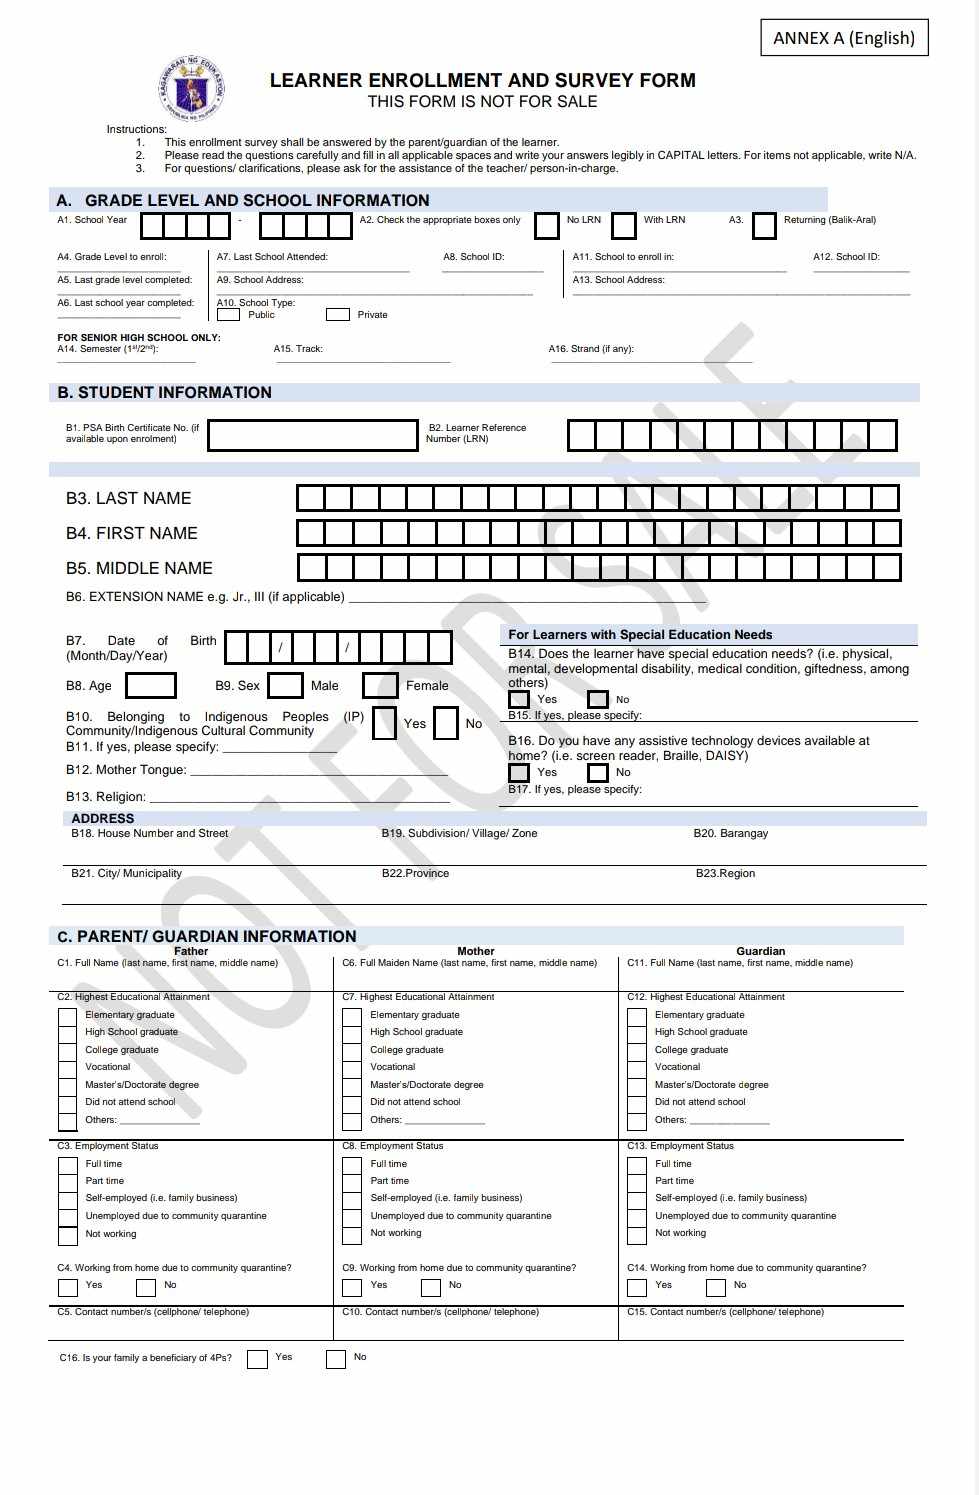 ANNEX A (English)
KAGAWARAN NG EDUKASYON
REPUBLIKA NG PILIPINAS
LEARNER ENROLLMENT AND SURVEY FORM
THIS FORM IS NOT FOR SALE
Instructions:
1. This enrollment survey shall be answered by the parent/guardian of the learner.
2. Please read the questions carefully and fill in all applicable spaces and write your answers legibly in CAPITAL letters. For items not applicable, write N/A.
3. For questions/ clarifications, please ask for the assistance of the teacher/ person-in-charge.
A. GRADE LEVEL AND SCHOOL INFORMATION
A1. School Year - A2. Check the appropriate boxes only No LRN With LRN A3. Returning (Balik-Aral)
A4. Grade Level to enroll: A7. Last School Attended: A8. School ID: A11. School to enroll in: A12. School ID:
A5. Last grade level completed: A9. School Address: A13. School Address:
A6. Last school year completed: A10. School Type:
Public Private
FOR SENIOR HIGH SCHOOL ONLY:
A14. Semester (1st/2nd): A15. Track: A16. Strand (if any):
B. STUDENT INFORMATION
B1. PSA Birth Certificate No. (if B2. Learner Reference
available upon enrolment) Number (LRN)
B3. LAST NAME
B4. FIRST NAME
B5. MIDDLE NAME
B6. EXTENSION NAME e.g. Jr., III (if applicable)
B7. Date of Birth / /
(Month/Day/Year)
B8. Age B9. Sex Male Female
B10. Belonging to Indigenous Peoples (IP) Yes No
Community/Indigenous Cultural Community
B11. If yes, please specify:
B12. Mother Tongue:
B13. Religion:
For Learners with Special Education Needs
B14. Does the learner have special education needs? (i.e. physical,
mental, developmental disability, medical condition, giftedness, among
others)
Yes No
B15. If yes, please specify:
B16. Do you have any assistive technology devices available at
home? (i.e. screen reader, Braille, DAISY)
Yes No
B17. If yes, please specify:
ADDRESS
B18. House Number and Street B19. Subdivision/ Village/ Zone B20. Barangay
B21. City/ Municipality B22.Province B23.Region
C. PARENT/ GUARDIAN INFORMATION
Father Mother Guardian
C1. Full Name (last name, first name, middle name) C6. Full Maiden Name (last name, first name, middle name) C11. Full Name (last name, first name, middle name)
C2. Highest Educational Attainment C7. Highest Educational Attainment C12. Highest Educational Attainment
Elementary graduate Elementary graduate Elementary graduate
High School graduate High School graduate High School graduate
College graduate College graduate College graduate
Vocational Vocational Vocational
Master's/Doctorate degree Master's/Doctorate degree Master's/Doctorate degree
Did not attend school Did not attend school Did not attend school
Others: Others: Others:
C3. Employment Status C8. Employment Status C13. Employment Status
Full time Full time Full time
Part time Part time Part time
Self-employed (i.e. family business) Self-employed (i.e. family business) Self-employed (i.e. family business)
Unemployed due to community quarantine Unemployed due to community quarantine Unemployed due to community quarantine
Not working Not working Not working
C4. Working from home due to community quarantine? C9. Working from home due to community quarantine? C14. Working from home due to community quarantine?
Yes No Yes No Yes No
C5. Contact number/s (cellphone/ telephone) C10. Contact number/s (cellphone/ telephone) C15. Contact number/s (cellphone/ telephone)
C16. Is your family a beneficiary of 4Ps? Yes No
NOT FOR SALE